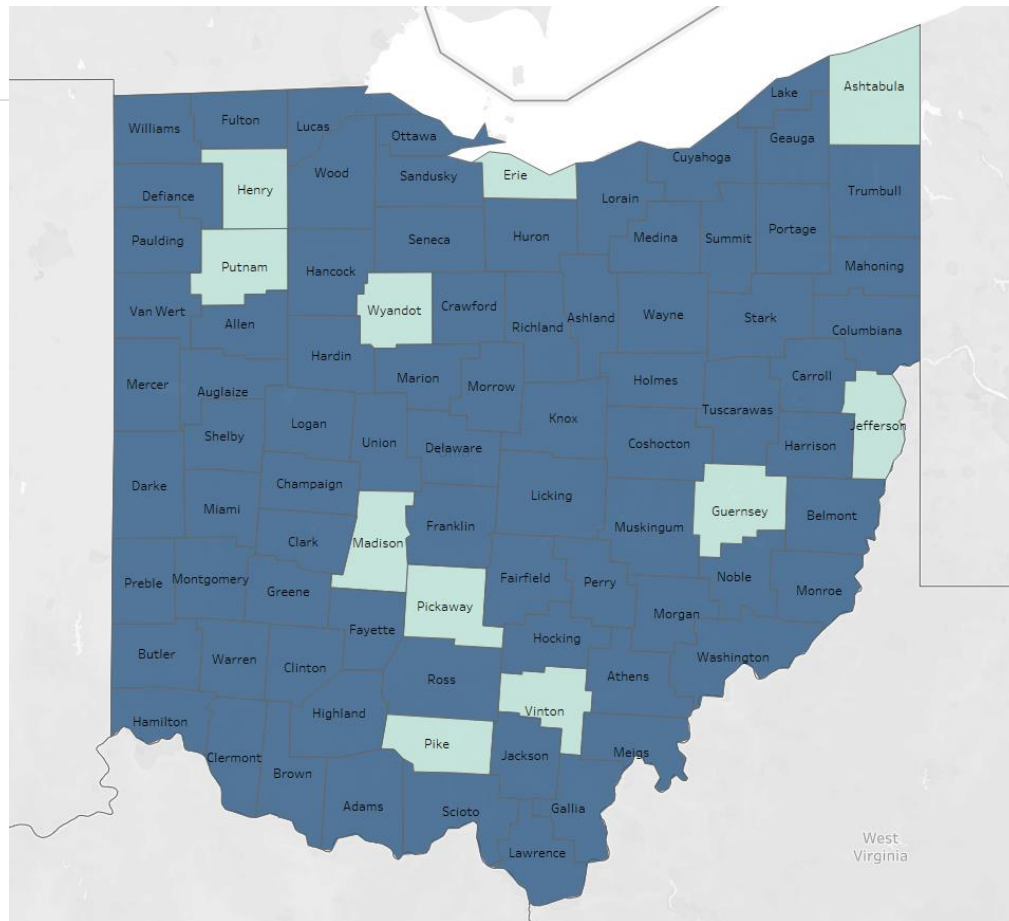 Ashtabula
Lake
Geauga
Lucas
Fulton
Williams
Ottawa
Cuyahoga
Wood
Erie
Sandusky
Henry
Trumbull
Defiance
Lorain
Portage
Huron
Medina
Summit
Seneca
Paulding
Putnam
Mahoning
Hancock
Crawford
Wyandot
Van Wert
Wayne
Stark
Ashland
Allen
Richland
Columbiana
Hardin
Carroll
Marion
Holmes
Mercer
Morrow
Auglaize
Tuscarawas
Knox
Logan
Jefferson
Shelby
Union
Coshocton
Delaware
Harrison
Champaign
Darke
Licking
Miami
Guernsey
Belmont
Franklin
Muskingum
Clark
Madison
Noble
Fairfield
Montgomery
Preble
Perry
Monroe
Greene
Pickaway
Morgan
Fayette
Hocking
Butler
Washington
Warren
Clinton
Athens
Ross
Vinton
Highland
Hamilton
Pike
Meigs
Jackson
Clermont
Brown
Adams
Gallia
Scioto
West
Virginia
Lawrence